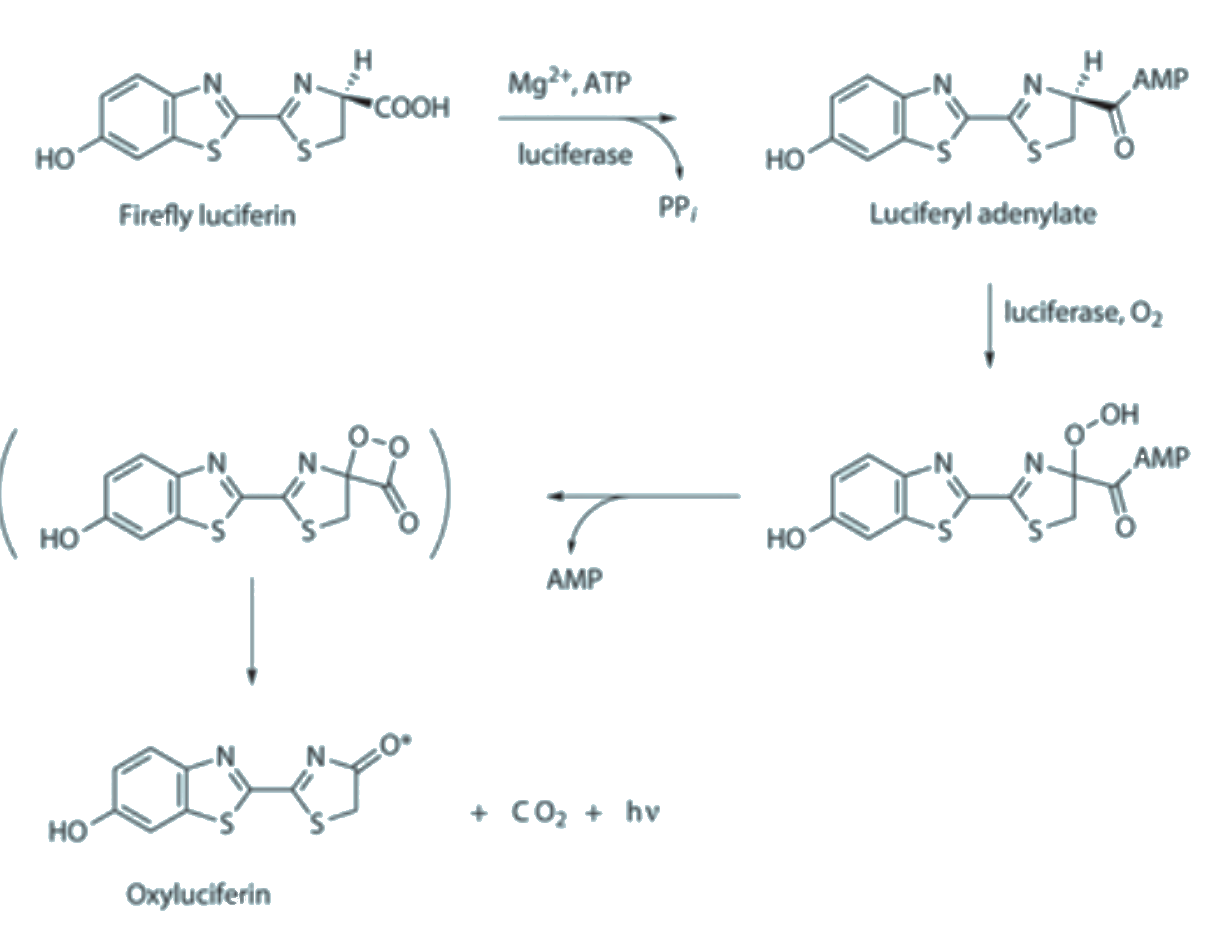 H
N
N
COOH
HO
S
S
Firefly luciferin
Mg2+, ATP
luciferase
PPi
H
N
N
AMP
HO
S
S
O
Luciferyl adenylate
luciferase, O2
O-OH
N
N
AMP
HO
S
S
O
AMP
O-O
N
N
HO
S
S
O
N
N
O•
HO
S
S
+ CO2 + hν
Oxyluciferin